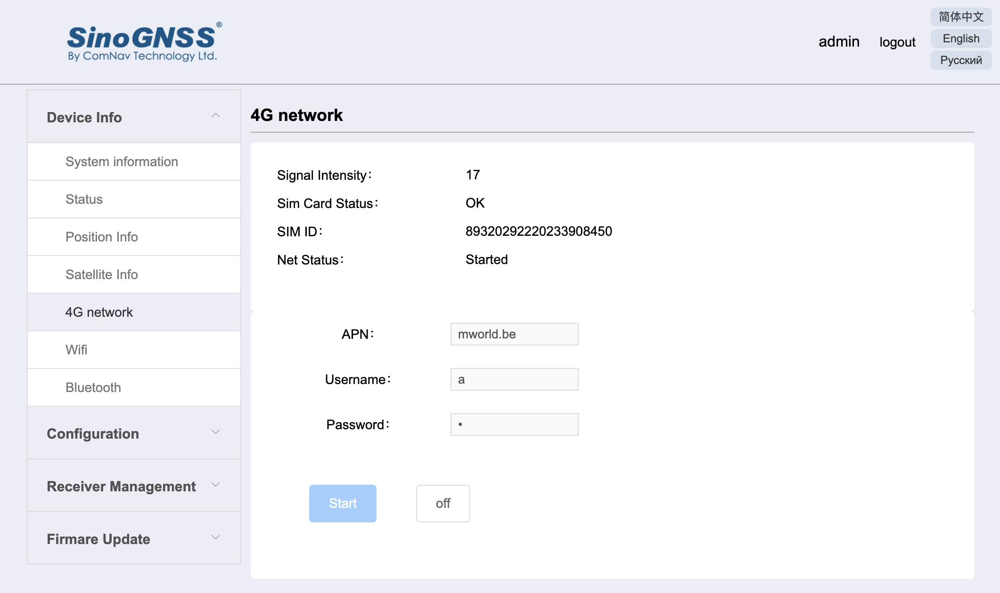 SinoGNSS®
By ComNav Technology Ltd.
admin
logout
简体中文
English
Русский
Device Info
System information
Status
Position Info
Satellite Info
4G network
Wifi
Bluetooth
Configuration
Receiver Management
Firmare Update
4G network
Signal Intensity： 17
Sim Card Status： OK
SIM ID： 89320292220233908450
Net Status： Started
APN： mworld.be
Username： a
Password： •
Start
off